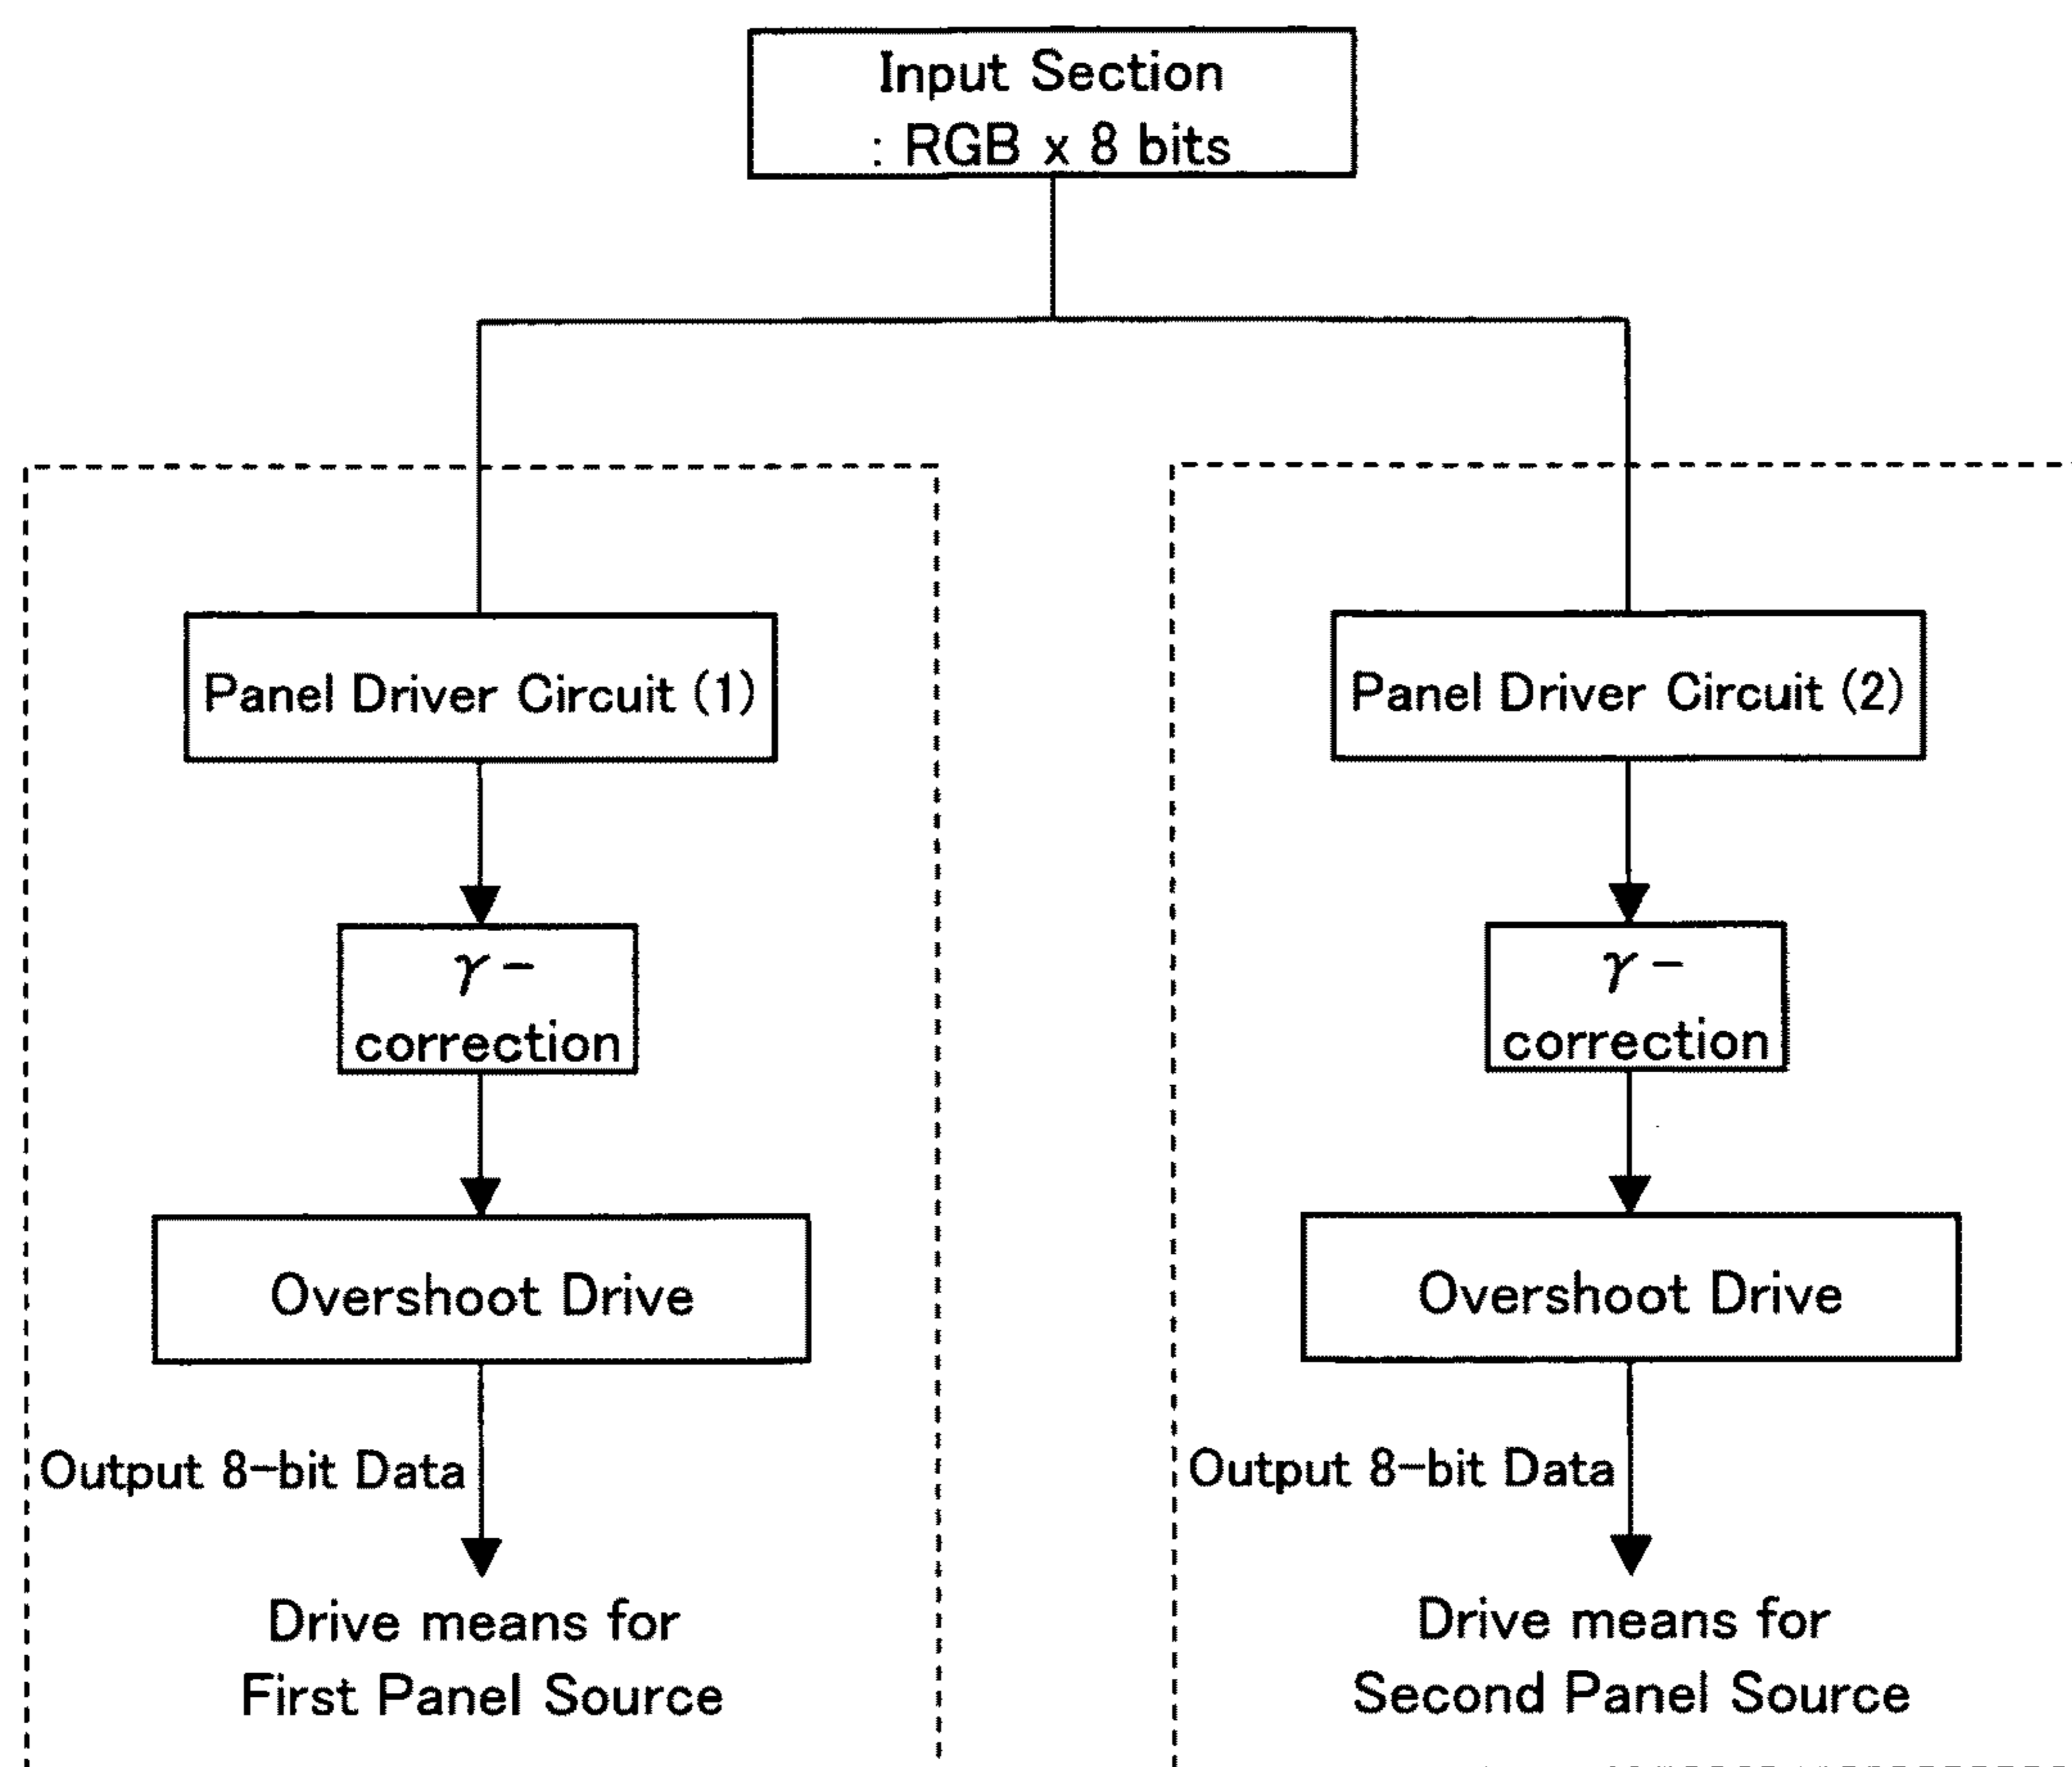 Input Section
: RGB x 8 bits
Panel Driver Circuit (1)
γ-
correction
Overshoot Drive
Output 8-bit Data
Drive means for
First Panel Source
Panel Driver Circuit (2)
γ-
correction
Overshoot Drive
Output 8-bit Data
Drive means for
Second Panel Source